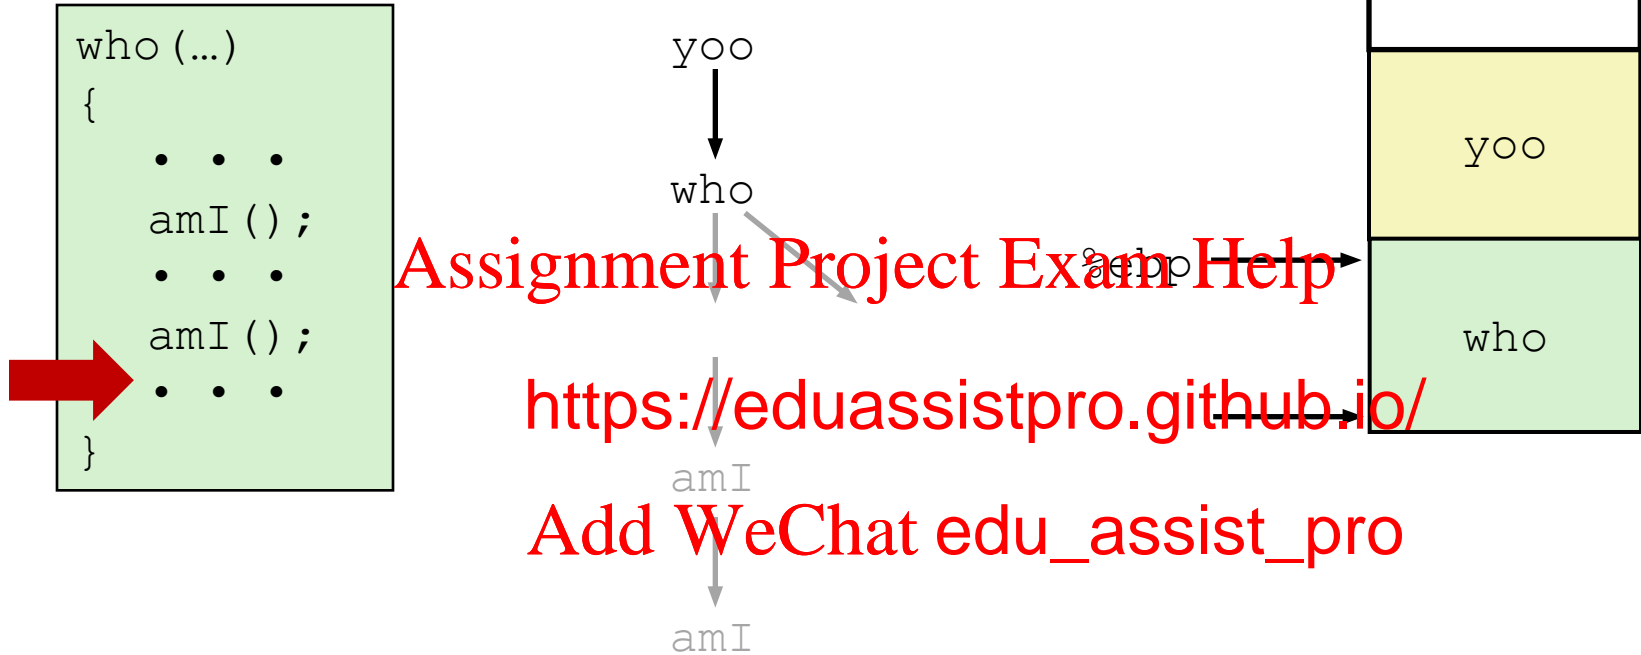 who(…)
{
• • •
amI();
• • •
amI();
• • •
}
yoo
who
amI
amI
%ebp
yoo
who
Assignment Project Exam Help
https://eduassistpro.github.io/
Add WeChat edu_assist_pro